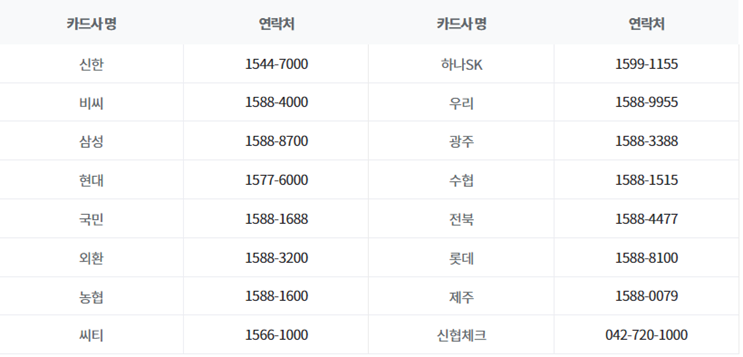 카드사 명 연락처 카드사 명 연락처
신한 1544-7000 하나SK 1599-1155
비씨 1588-4000 우리 1588-9955
삼성 1588-8700 광주 1588-3388
현대 1577-6000 수협 1588-1515
국민 1588-1688 전북 1588-4477
외환 1588-3200 롯데 1588-8100
농협 1588-1600 제주 1588-0079
씨티 1566-1000 신협체크 042-720-1000